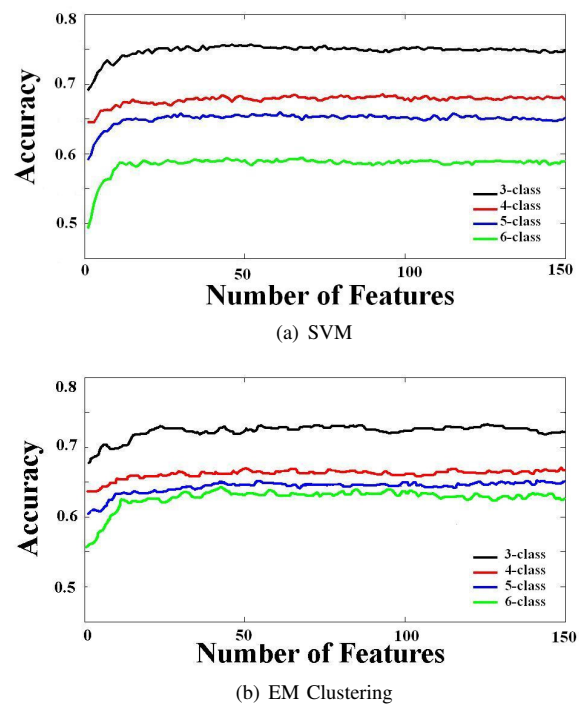 0.8
0.7
0.6
0.5
Accuracy
3-class
4-class
5-class
6-class
0 50 100 150
Number of Features
(a) SVM
0.8
0.7
0.6
0.5
Accuracy
3-class
4-class
5-class
6-class
0 50 100 150
Number of Features
(b) EM Clustering